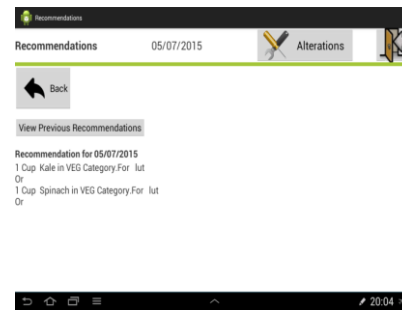 Recommendations
Recommendations 05/07/2015 Alterations
Back
View Previous Recommendations
Recommendation for 05/07/2015
1 Cup Kale in VEG Category.For lut
Or
1 Cup Spinach in VEG Category.For lut
Or
20:04